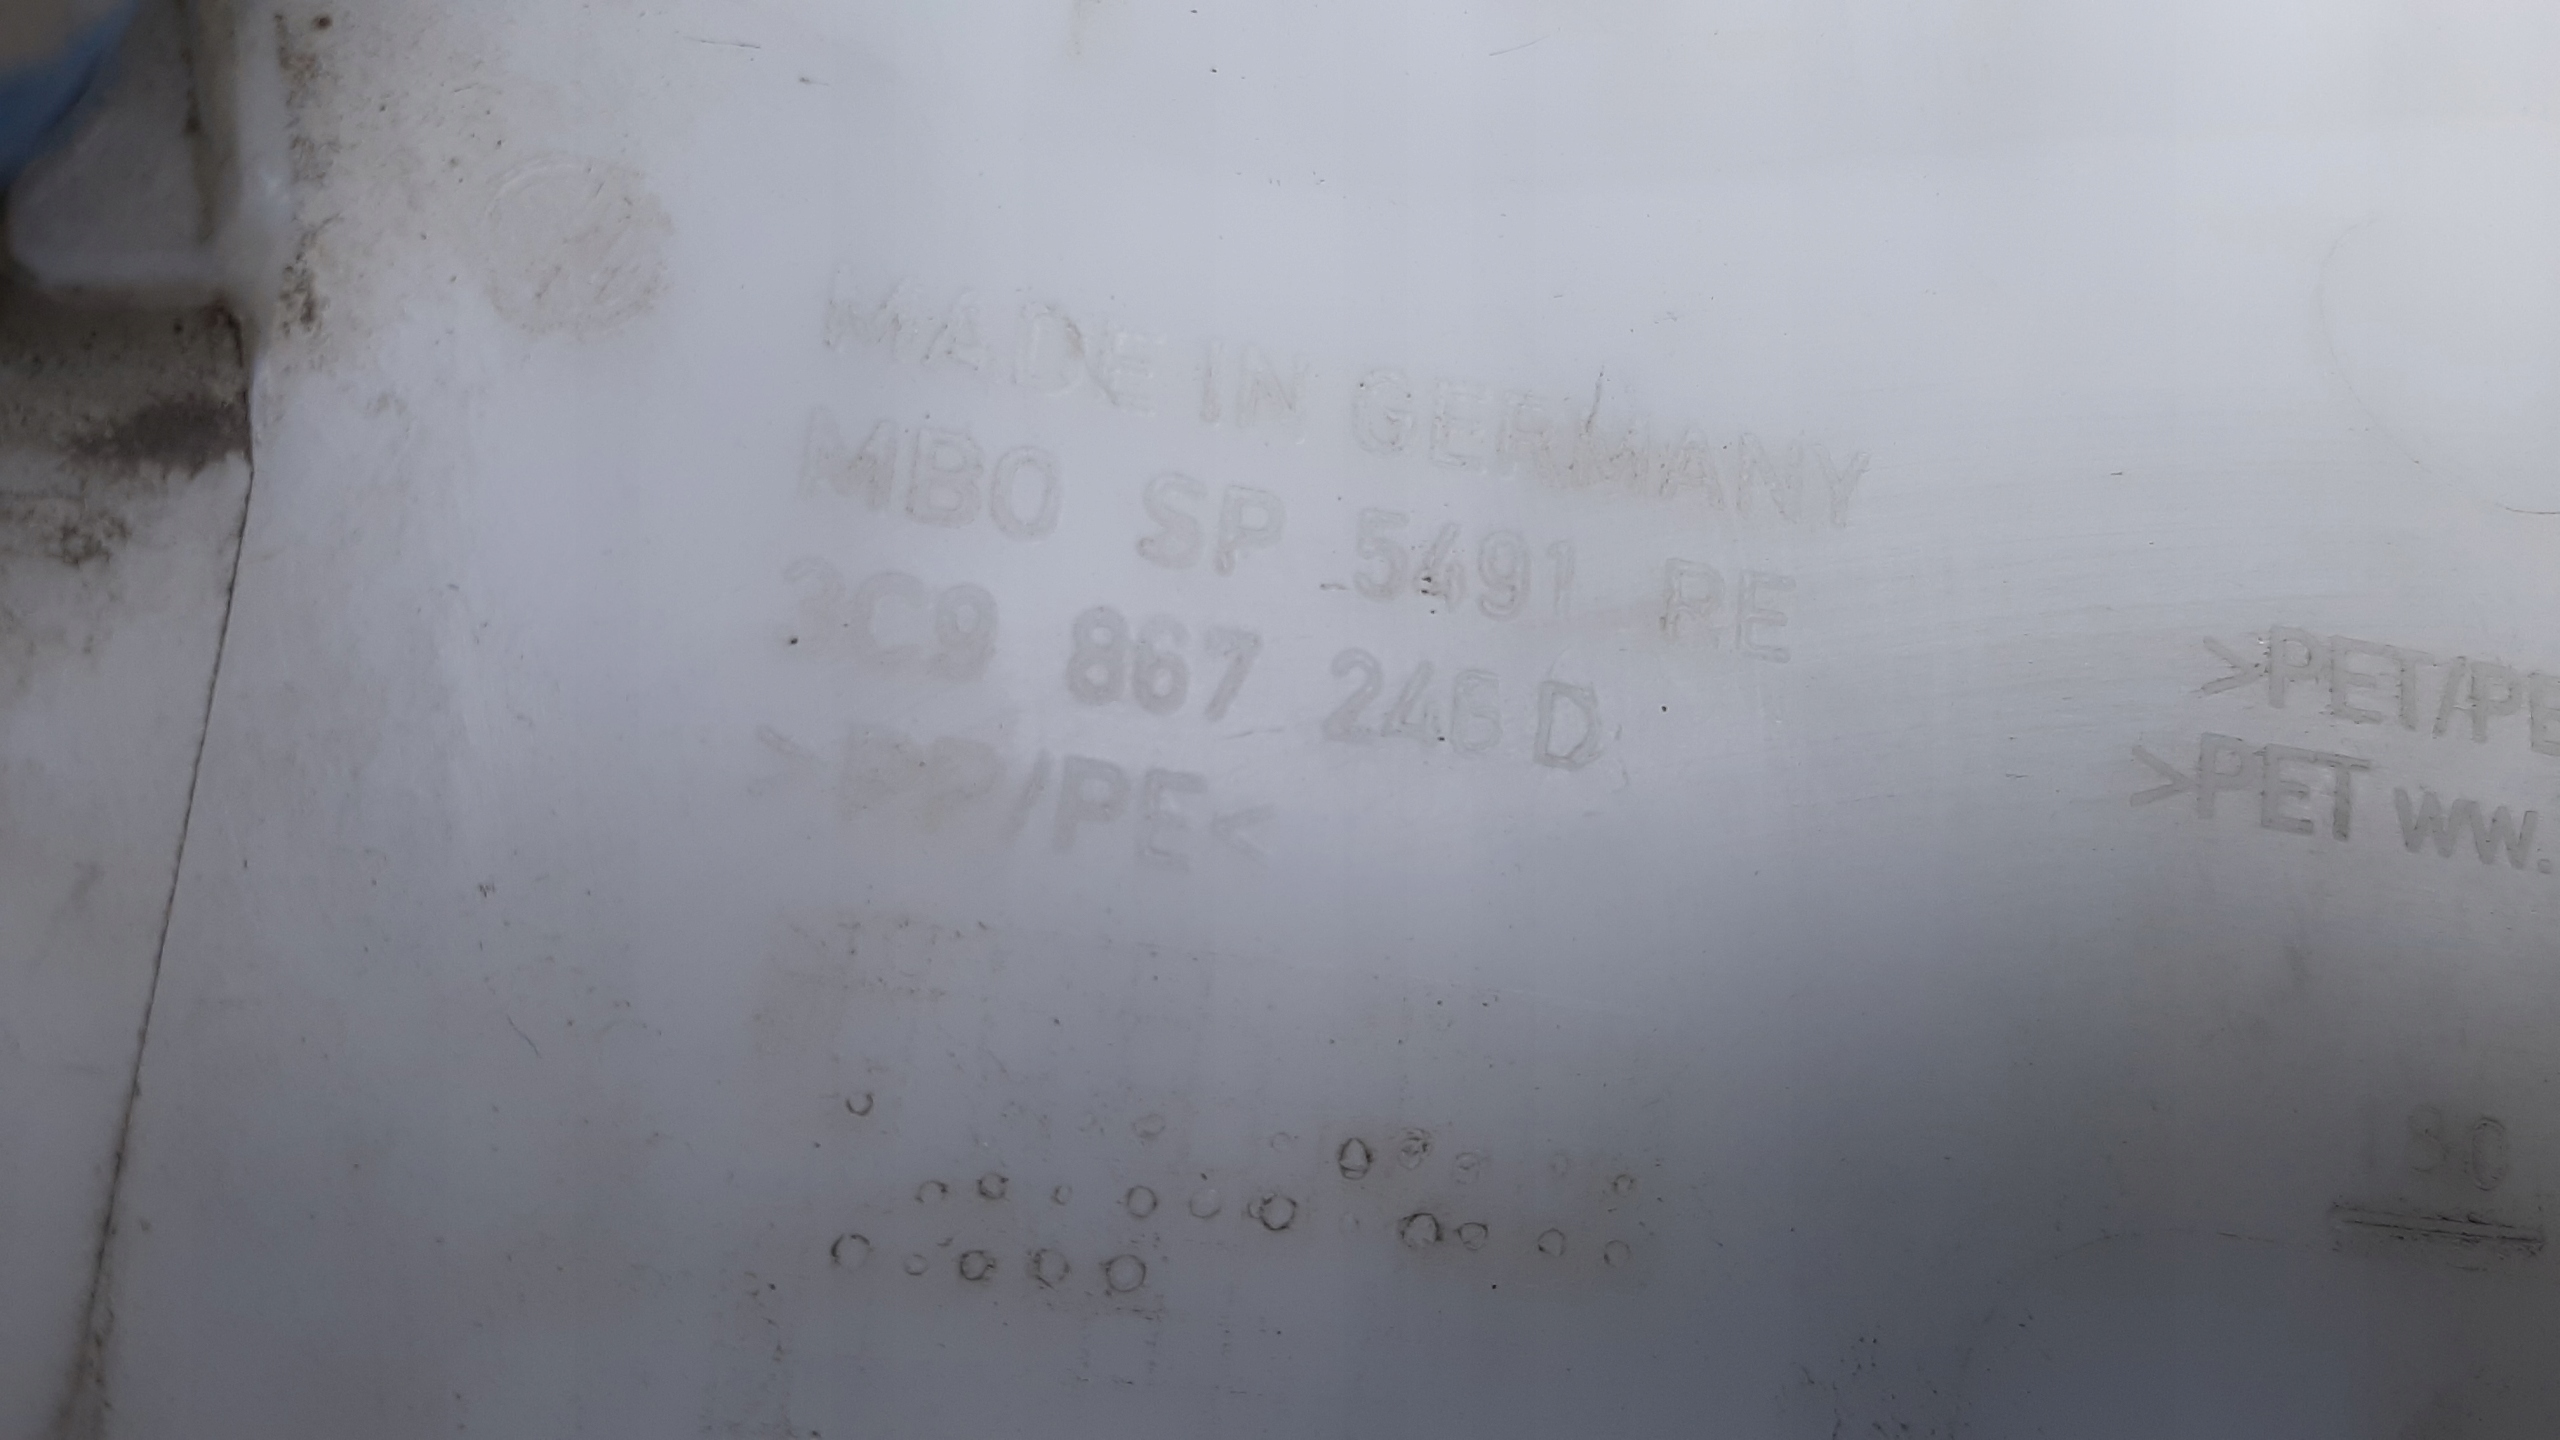 MADE IN GERMANY
MBO SP 5491 RE
3C9 867 246 D
>PP/PE<
>PET/PE
>PET ww.